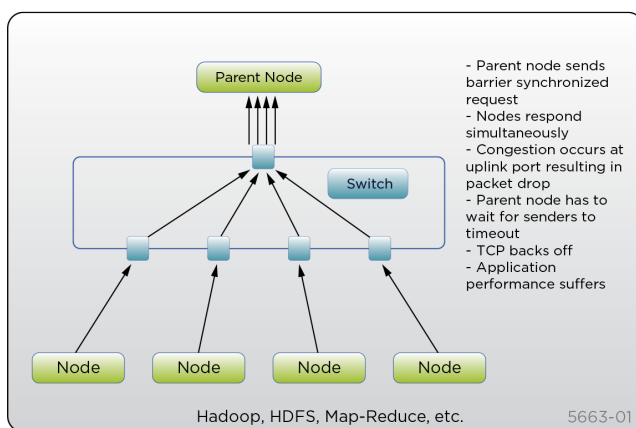 Parent Node
- Parent node sends
barrier synchronized
request
- Nodes respond
simultaneously
- Congestion occurs at
uplink port resulting in
packet drop
- Parent node has to
wait for senders to
timeout
- TCP backs off
- Application
performance suffers
Switch
Node
Node
Node
Node
Hadoop, HDFS, Map-Reduce, etc.
5663-01